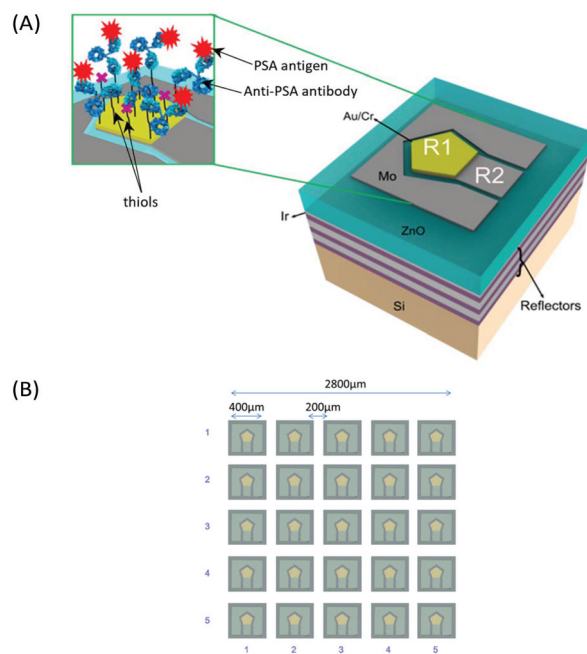 (A)
PSA antigen
Anti-PSA antibody
thiols
Au/Cr
R1
Mo
R2
Ir
ZnO
Si
Reflectors
(B)
2800μm
400μm 200μm
1
2
3
4
5
1 2 3 4 5